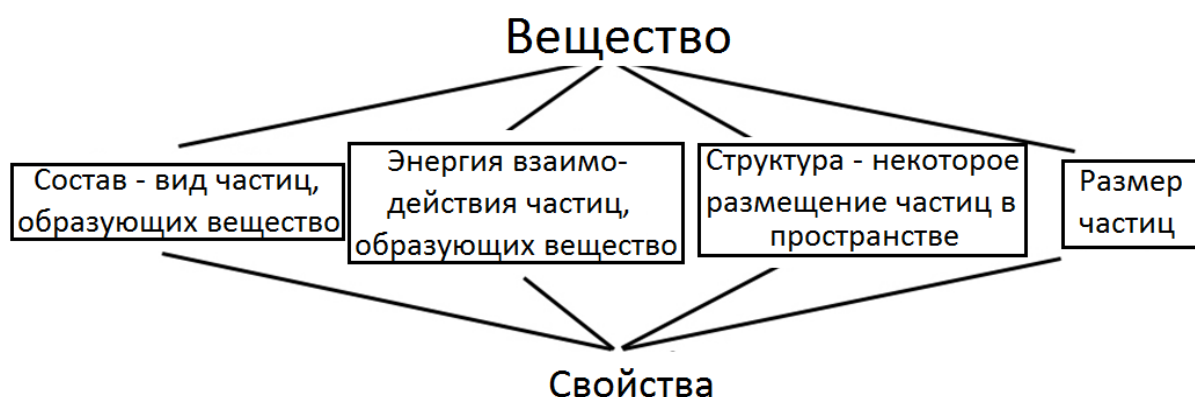 Вещество
Состав - вид частиц,
образующих вещество
Энергия взаимо-
действия частиц,
образующих вещество
Структура - некоторое
размещение частиц в
пространстве
Размер
частиц
Свойства